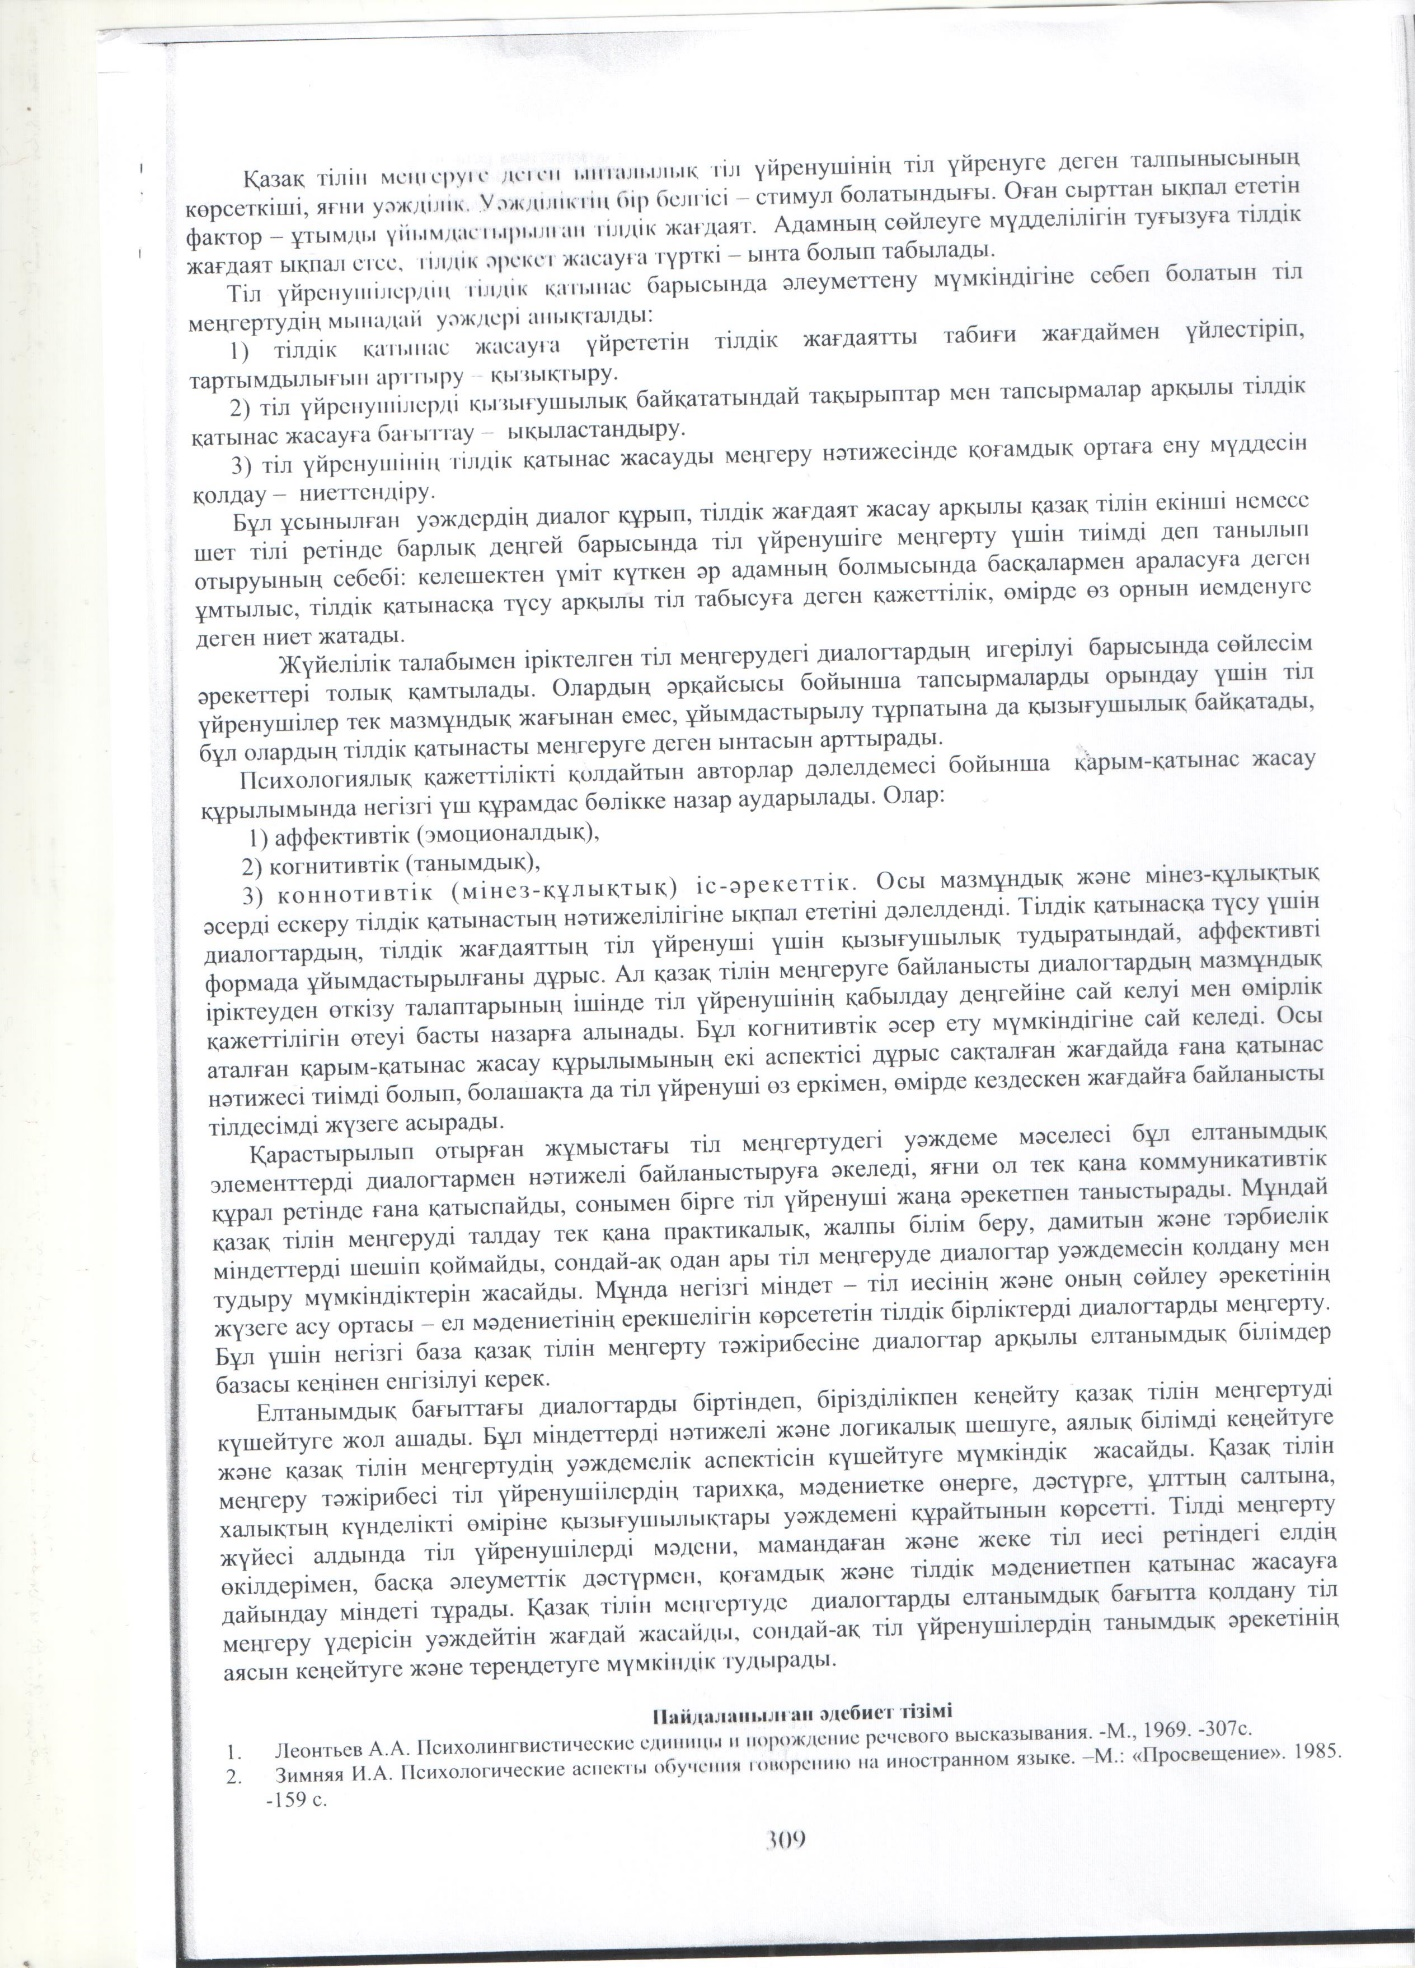 Қазақ тілін меңгеруге деген ынталылық тіл үйренушінің тіл үйренуге деген талпынысының
көрсеткіші, яғни уәжділік. Уәжділіктің бір белгісі – стимул болатындығы. Оған сырттан ықпал ететін
фактор – ұтымды ұйымдастырылған тілдік жағдаят. Адамның сөйлеуге мүдделілігін туғызуға тілдік
жағдаят ықпал етсе, тілдік әрекет жасауға түрткі – ынта болып табылады.
Тіл үйренушілердің тілдік қатынас барысында әлеуметтену мүмкіндігіне себеп болатын тіл
меңгертудің мынадай уәждері анықталды:
1) тілдік қатынас жасауға үйрететін тілдік жағдаятты табиғи жағдаймен үйлестіріп,
тартымдылығын арттыру – қызықтыру.
2) тіл үйренушілерді қызығушылық байқататындай тақырыптар мен тапсырмалар арқылы тілдік
қатынас жасауға бағыттау – ықыластандыру.
3) тіл үйренушінің тілдік қатынас жасауды меңгеру нәтижесінде қоғамдық ортаға ену мүддесін
қолдау – ниеттендіру.
Бұл ұсынылған уәждердің диалог құрып, тілдік жағдаят жасау арқылы қазақ тілін екінші немесе
шет тілі ретінде барлық деңгей барысында тіл үйренушіге меңгерту үшін тиімді деп танылып
отыруының себебі: келешектен үміт күткен әр адамның болмысында басқалармен араласуға деген
ұмтылыс, тілдік қатынасқа түсу арқылы тіл табысуға деген қажеттілік, өмірде өз орнын иемденуге
деген ниет жатады.
Жүйелілік талабымен іріктелген тіл меңгерудегі диалогтардың игерілуі барысында сөйлесім
әрекеттері толық қамтылады. Олардың әрқайсысы бойынша тапсырмаларды орындау үшін тіл
үйренушілер тек мазмұндық жағынан емес, ұйымдастырылу тұрпатына да қызығушылық байқатады,
бұл олардың тілдік қатынасты меңгеруге деген ынтасын арттырады.
Психологиялық қажеттілікті қолдайтын авторлар дәлелдемесі бойынша қарым-қатынас жасау
құрылымында негізгі үш құрамдас бөлікке назар аударылады. Олар:
1) аффективтік (эмоционалдық),
2) когнитивтік (танымдық),
3) коннотивтік (мінез-құлықтық) іс-әрекеттік. Осы мазмұндық және мінез-құлықтық
әсерді ескеру тілдік қатынастың нәтижелілігіне ықпал ететіні дәлелденді. Тілдік қатынасқа түсу үшін
диалогтардың, тілдік жағдаяттың тіл үйренуші үшін қызығушылық тудыратындай, аффективті
формада ұйымдастырылғаны дұрыс. Ал қазақ тілін меңгеруге байланысты диалогтардың мазмұндық
іріктеуден өткізу талаптарының ішінде тіл үйренушінің қабылдау деңгейіне сай келуі мен өмірлік
қажеттілігін өтеуі басты назарға алынады. Бұл когнитивтік әсер ету мүмкіндігіне сай келеді. Осы
аталған қарым-қатынас жасау құрылымының екі аспектісі дұрыс сақталған жағдайда ғана қатынас
нәтижесі тиімді болып, болашақта да тіл үйренуші өз еркімен, өмірде кездескен жағдайға байланысты
тілдесімді жүзеге асырады.
Қарастырылып отырған жұмыстағы тіл меңгертудегі уәждеме мәселесі бұл елтанымдық
элементтерді диалогтармен нәтижелі байланыстыруға әкеледі, яғни ол тек қана коммуникативтік
құрал ретінде ғана қатыспайды, сонымен бірге тіл үйренуші жаңа әрекетпен таныстырады. Мұндай
қазақ тілін меңгеруді талдау тек қана практикалық, жалпы білім беру, дамитын және тәрбиелік
міндеттерді шешіп қоймайды, сондай-ақ одан ары тіл меңгеруде диалогтар уәждемесін қолдану мен
тудыру мүмкіндіктерін жасайды. Мұнда негізгі міндет – тіл иесінің және оның сөйлеу әрекетінің
жүзеге асу ортасы – ел мәдениетінің ерекшелігін көрсететін тілдік бірліктерді диалогтарды меңгерту.
Бұл үшін негізгі база қазақ тілін меңгерту тәжірибесіне диалогтар арқылы елтанымдық білімдер
базасы кеңінен енгізілуі керек.
Елтанымдық бағыттағы диалогтарды біртіндеп, бірізділікпен кеңейту қазақ тілін меңгертуді
күшейтуге жол ашады. Бұл міндеттерді нәтижелі және логикалық шешуге, аялық білімді кеңейтуге
және қазақ тілін меңгертудің уәждемелік аспектісін күшейтуге мүмкіндік жасайды. Қазақ тілін
меңгеру тәжірибесі тіл үйренушіілердің тарихқа, мәдениетке өнерге, дәстүрге, ұлттың салтына,
халықтың күнделікті өміріне қызығушылықтары уәждемені құрайтынын көрсетті. Тілді меңгерту
жүйесі алдында тіл үйренушілерді мәдени, мамандаған және жеке тіл иесі ретіндегі елдің
өкілдерімен, басқа әлеуметтік дәстүрмен, қоғамдық және тілдік мәдениетпен қатынас жасауға
дайындау міндеті тұрады. Қазақ тілін меңгертуде диалогтарды елтанымдық бағытта қолдану тіл
меңгеру үдерісін уәждейтін жағдай жасайды, сондай-ақ тіл үйренушілердің танымдық әрекетінің
аясын кеңейтуге және тереңдетуге мүмкіндік тудырады.
Пайдаланылған әдебиет тізімі
1. Леонтьев А.А. Психолингвистические единицы и порождение речевого высказывания. -М., 1969. -307с.
2. Зимняя И.А. Психологические аспекты обучения говорению на иностранном языке. –М.: «Просвещение». 1985.
-159 с.
309